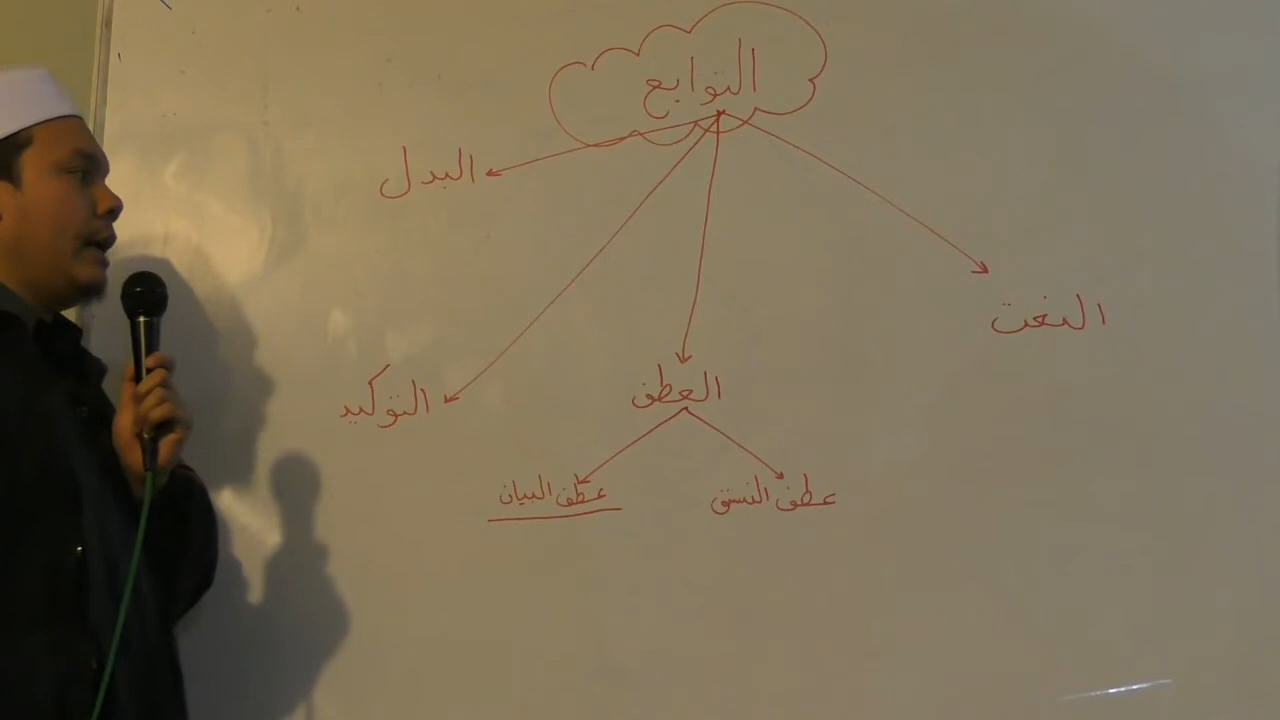 التوابع
البدل
النعت
العطف
التوكيد
عطف النسق
عطف البيان